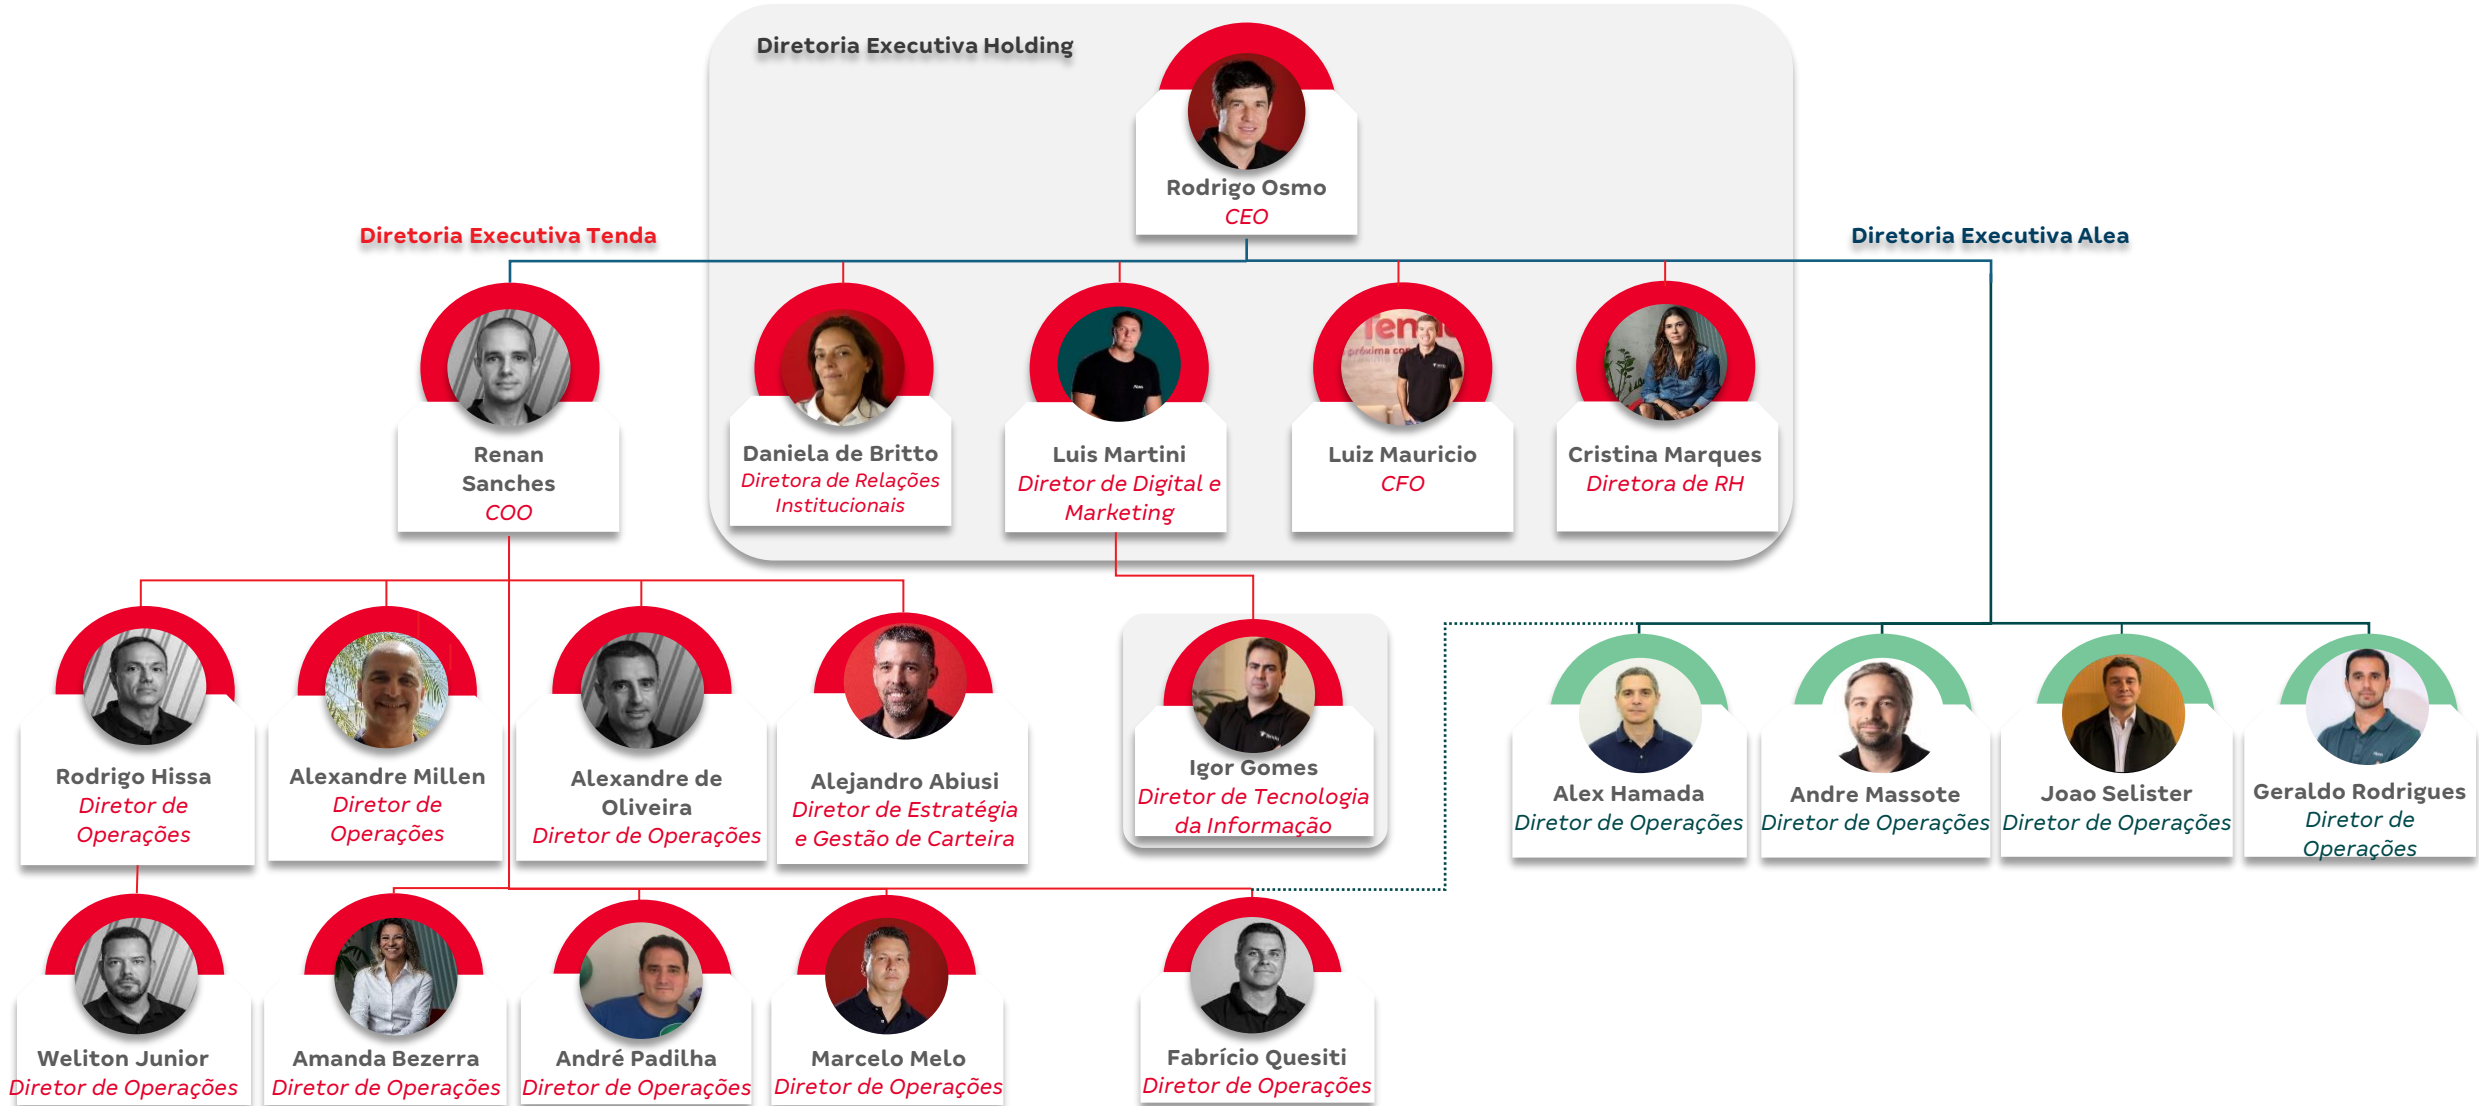 Diretoria Executiva Holding
Rodrigo Osmo
CEO
Diretoria Executiva Tenda
Diretoria Executiva Alea
Renan
Sanches
COO
Daniela de Britto
Diretora de Relações
Institucionais
Luis Martini
Diretor de Digital e
Marketing
Luiz Mauricio
CFO
Cristina Marques
Diretora de RH
Rodrigo Hissa
Diretor de
Operações
Alexandre Millen
Diretor de
Operações
Alexandre de
Oliveira
Diretor de Operações
Alejandro Abiusi
Diretor de Estratégia
e Gestão de Carteira
Igor Gomes
Diretor de Tecnologia
da Informação
Alex Hamada
Diretor de Operações
Andre Massote
Diretor de Operações
Joao Selister
Diretor de Operações
Geraldo Rodrigues
Diretor de
Operações
Weliton Junior
Diretor de Operações
Amanda Bezerra
Diretor de Operações
André Padilha
Diretor de Operações
Marcelo Melo
Diretor de Operações
Fabrício Quesiti
Diretor de Operações